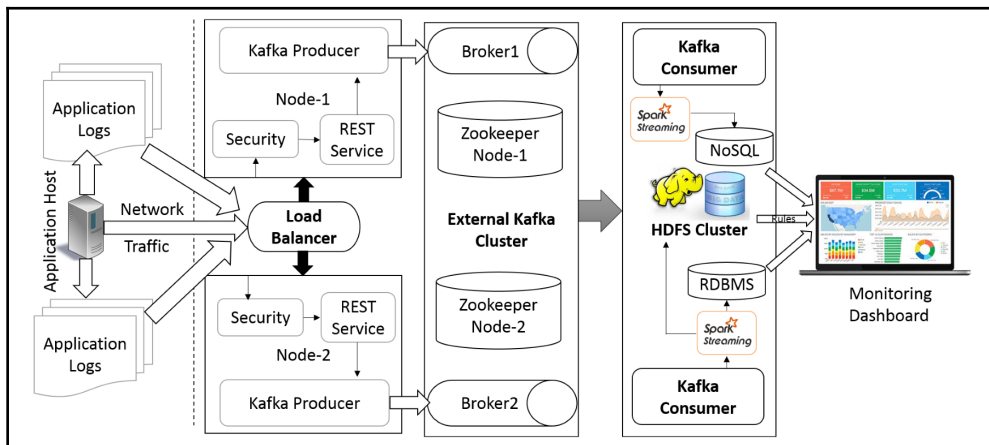 Application
Logs
Application Host
Network
Traffic
Application
Logs
Kafka Producer
Node-1
Security
REST
Service
Load
Balancer
Security
REST
Service
Node-2
Kafka Producer
Broker1
Zookeeper
Node-1
External Kafka
Cluster
Zookeeper
Node-2
Broker2
Kafka
Consumer
Spark
Streaming
NoSQL
BIG DATA
HDFS Cluster
Rules
RDBMS
Spark
Streaming
Kafka
Consumer
Monitoring
Dashboard